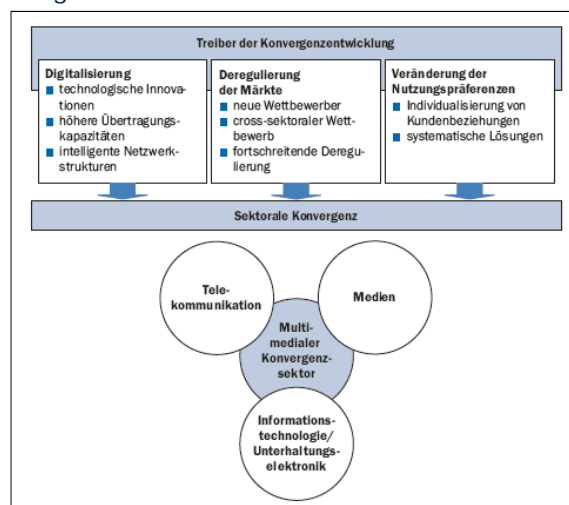 Treiber der Konvergenzentwicklung
Digitalisierung
technologische Innova-
tionen
höhere Übertragungs-
kapazitäten
intelligente Netzwerk-
strukturen
Deregulierung
der Märkte
neue Wettbewerber
cross-sektoraler Wett-
bewerb
fortschreitende Deregu-
lierung
Veränderung der
Nutzungspräferenzen
Individualisierung von
Kundenbeziehungen
systematische Lösungen
Sektorale Konvergenz
Tele-
kommunikation
Medien
Multi-
medialer
Konvergenz-
sektor
Informations-
technologie/
Unterhaltungs-
elektronik